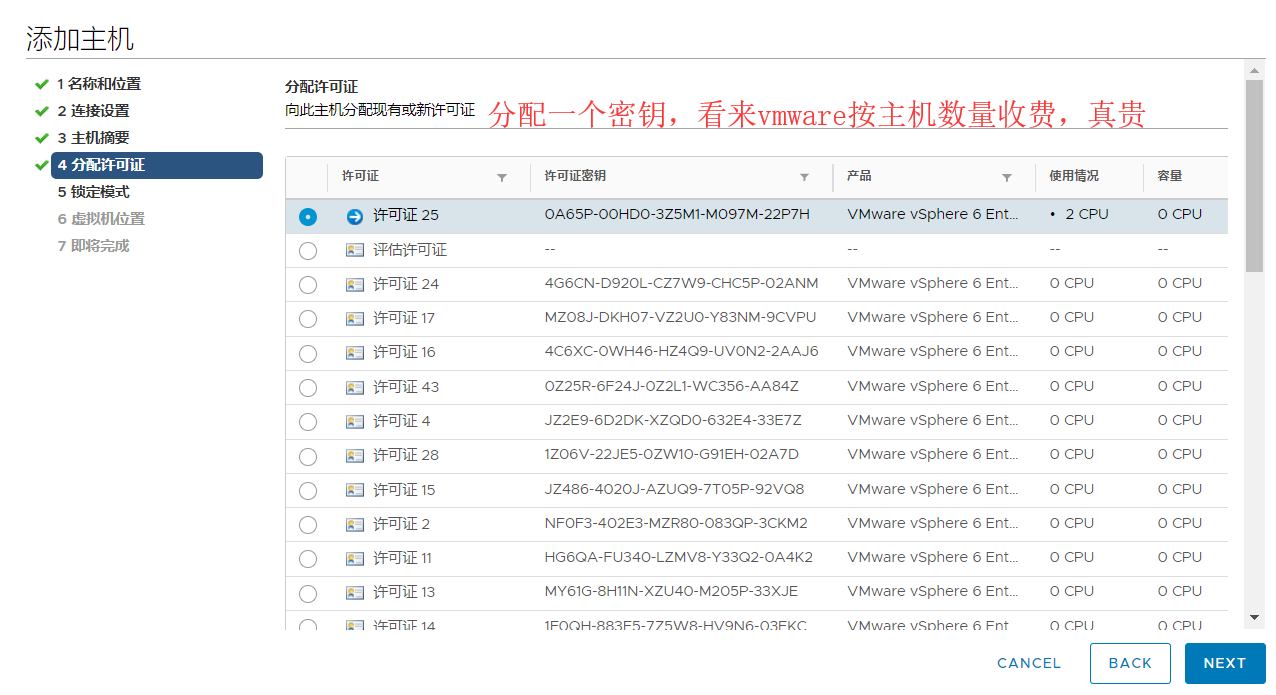 添加主机
1 名称和位置
2 连接设置
3 主机摘要
4 分配许可证
5 锁定模式
6 虚拟机位置
7 即将完成
分配许可证
向此主机分配现有或新许可证
分配一个密钥，看来vmware按主机数量收费，真贵
许可证 许可证密钥 产品 使用情况 容量
许可证 25 0A65P-00HD0-3Z5M1-M097M-22P7H VMware vSphere 6 Ent... • 2 CPU 0 CPU
评估许可证 -- -- -- --
许可证 24 4G6CN-D920L-CZ7W9-CHC5P-02ANM VMware vSphere 6 Ent... 0 CPU 0 CPU
许可证 17 MZ08J-DKH07-VZ2U0-Y83NM-9CVPU VMware vSphere 6 Ent... 0 CPU 0 CPU
许可证 16 4C6XC-0WH46-HZ4Q9-UV0N2-2AAJ6 VMware vSphere 6 Ent... 0 CPU 0 CPU
许可证 43 0Z25R-6F24J-0Z2L1-WC356-AA84Z VMware vSphere 6 Ent... 0 CPU 0 CPU
许可证 4 JZ2E9-6D2DK-XZQD0-632E4-33E7Z VMware vSphere 6 Ent... 0 CPU 0 CPU
许可证 28 1Z06V-22JE5-0ZW10-G91EH-02A7D VMware vSphere 6 Ent... 0 CPU 0 CPU
许可证 15 JZ486-4020J-AZUQ9-7T05P-92VQ8 VMware vSphere 6 Ent... 0 CPU 0 CPU
许可证 2 NF0F3-402E3-MZR80-083QP-3CKM2 VMware vSphere 6 Ent... 0 CPU 0 CPU
许可证 11 HG6QA-FU340-LZMV8-Y33Q2-0A4K2 VMware vSphere 6 Ent... 0 CPU 0 CPU
许可证 13 MY61G-8H11N-XZU40-M205P-33XJE VMware vSphere 6 Ent... 0 CPU 0 CPU
许可证 14 VMware vSphere 6 Ent 0 CPU 0 CPU
CANCEL BACK NEXT